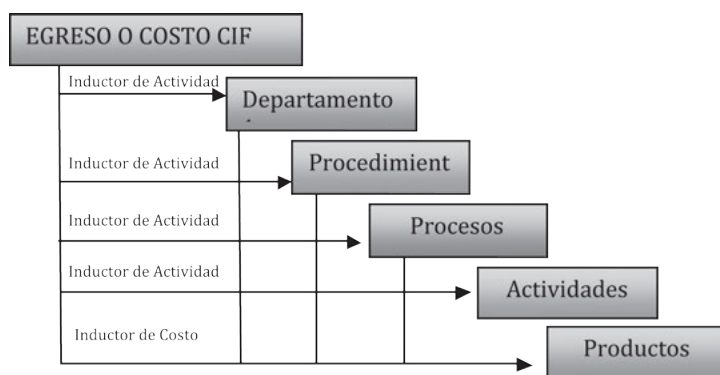 EGRESO O COSTO CIF
Inductor de Actividad
Departamento
Inductor de Actividad
Procedimient
Inductor de Actividad
Procesos
Inductor de Actividad
Actividades
Inductor de Costo
Productos